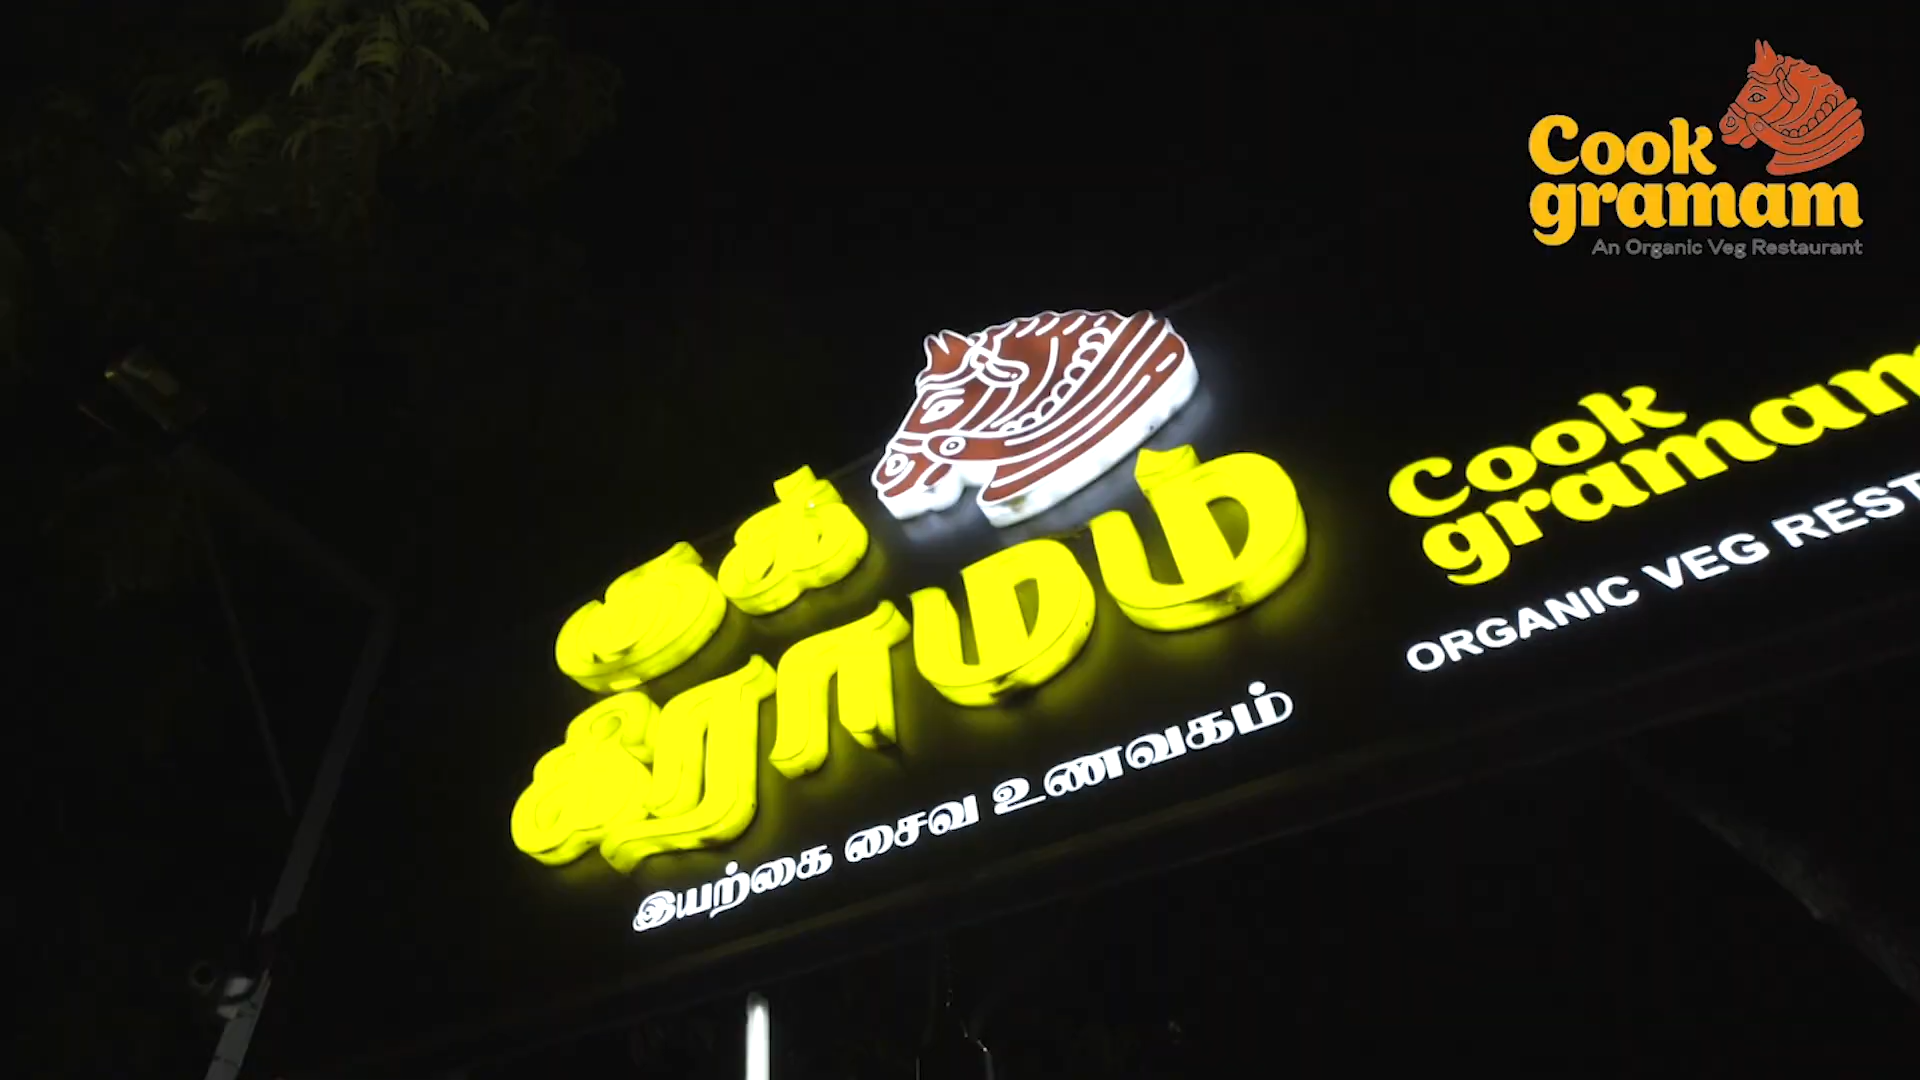 குக்
கிராமம்
இயற்கை சைவ உணவகம்
Cook
gramam
ORGANIC VEG REST
Cook
gramam
An Organic Veg Restaurant